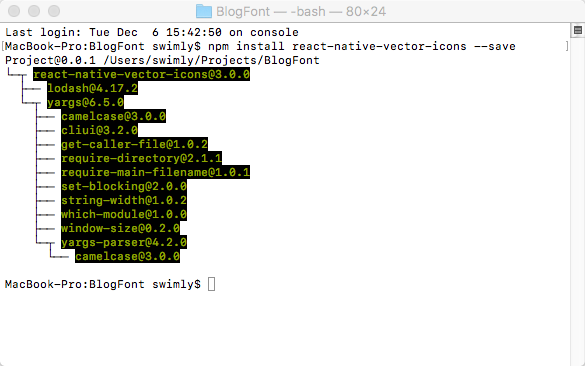 BlogFont — -bash — 80×24
Last login: Tue Dec  6 15:42:50 on console
[MacBook-Pro:BlogFont swimly$ npm install react-native-vector-icons --save ]
Project@0.0.1 /Users/swimly/Projects/BlogFont
└─┬ react-native-vector-icons@3.0.0
  ├── lodash@4.17.2
  └─┬ yargs@6.5.0
    ├── camelcase@3.0.0
    ├── cliui@3.2.0
    ├── get-caller-file@1.0.2
    ├── require-directory@2.1.1
    ├── require-main-filename@1.0.1
    ├── set-blocking@2.0.0
    ├── string-width@1.0.2
    ├── which-module@1.0.0
    ├── window-size@0.2.0
    └─┬ yargs-parser@4.2.0
      └── camelcase@3.0.0
MacBook-Pro:BlogFont swimly$